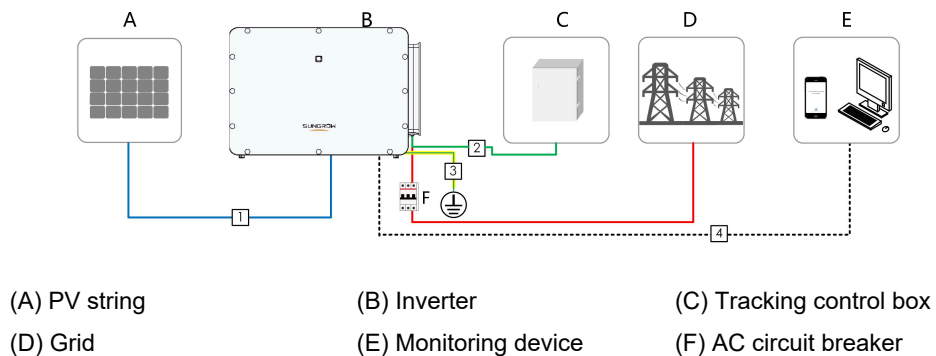 A B C D E
SUNGROW
2
3
F
1
4
(A) PV string (B) Inverter (C) Tracking control box
(D) Grid (E) Monitoring device (F) AC circuit breaker